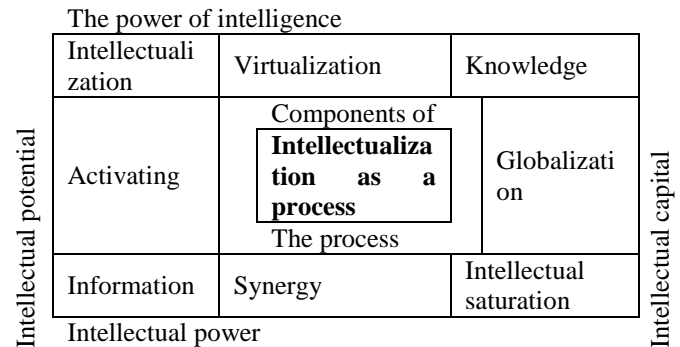 The power of intelligence
Intellectuali
zation
Virtualization
Knowledge
Intellectual potential
Activating
Components of
Intellectualiza
tion as a
process
The process
Globalizati
on
Intellectual capital
Information
Synergy
Intellectual
saturation
Intellectual power